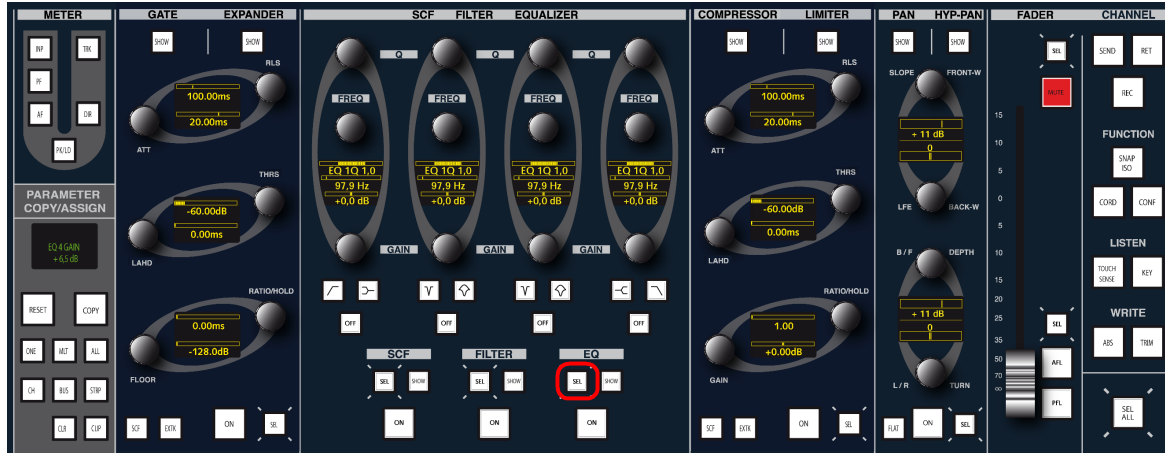 METER
INP
TRK
PF
AF
DIR
PK/LD
PARAMETER
COPY/ASSIGN
EQ 4 GAIN
+ 6,5 dB
RESET
COPY
ONE
MLT
ALL
CH
BUS
STRP
CLR
CLIP
GATE
EXPANDER
SHOW
SHOW
RLS
100.00ms
20.00ms
ATT
THRS
-60.00dB
0.00ms
LAHD
RATIO/HOLD
0.00ms
-128.0dB
FLOOR
SCF
EXTK
ON
SEL
SCF FILTER EQUALIZER
Q
Q
Q
FREQ
FREQ
FREQ
FREQ
EQ 1Q 1,0
97,9 Hz
+0,0 dB
EQ 1Q 1,0
97,9 Hz
+0,0 dB
EQ 1Q 1,0
97,9 Hz
+0,0 dB
EQ 1Q 1,0
97,9 Hz
+0,0 dB
GAIN
GAIN
GAIN
OFF
OFF
OFF
OFF
SCF
FILTER
EQ
SEL
SHOW
SEL
SHOW
SEL
SHOW
ON
ON
ON
COMPRESSOR
LIMITER
SHOW
SHOW
RLS
100.00ms
20.00ms
ATT
THRS
-60.00dB
0.00ms
LAHD
RATIO/HOLD
1.00
+0.00dB
GAIN
SCF
EXTK
ON
SEL
PAN
HYP-PAN
SHOW
SHOW
SLOPE
FRONT-W
+ 11 dB
0
LFE
BACK-W
B / F
DEPTH
+ 11 dB
0
L / R
TURN
FLAT
ON
SEL
FADER
SEL
MUTE
15
10
5
0
5
10
15
20
25
35
50
70
∞
SEL
AFL
PFL
CHANNEL
SEND
RET
REC
FUNCTION
SNAP
ISO
CORD
CONF
LISTEN
TOUCH
SENSE
KEY
WRITE
ABS
TRIM
SEL
ALL